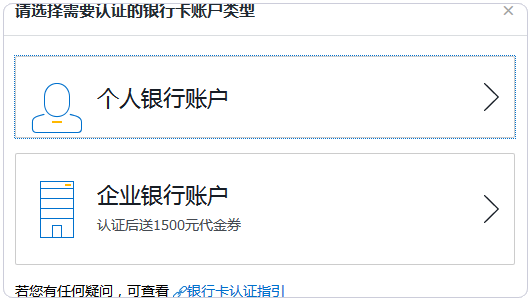 请选择需要认证的银行卡账户类型
个人银行账户
企业银行账户
认证后送1500元代金券
若您有任何疑问，可查看 银行卡认证指引